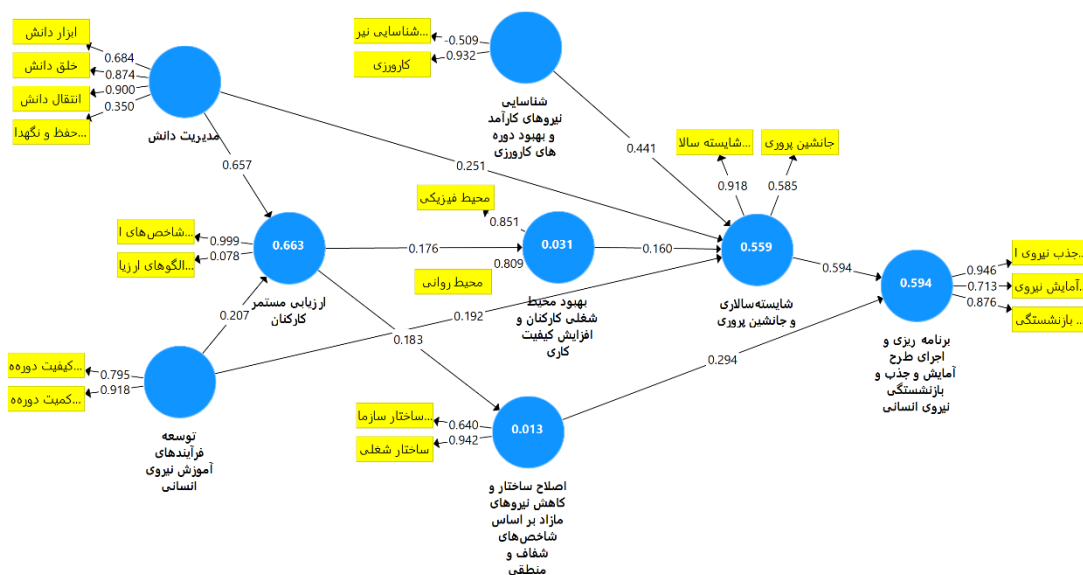 ابزار دانش
0.684
خلق دانش
0.874
انتقال دانش
0.900
حفظ و نگهدا...
0.350
مدیریت دانش
0.657
0.251
شناسایی نیر...
-0.509
کارورزی
0.932
شناسایی
نیروهای کارآمد
و بهبود دوره
های کارورزی
0.441
شایسته سالا...
جانشین پروری
0.918
0.585
0.559
شایسته‌سالاری
و جانشین پروری
0.594
شاخص‌های ا...
0.999
الگوهای ارزیا...
0.078
0.663
ارزیابی مستمر
کارکنان
0.176
محیط فیزیکی
0.851
محیط روانی
0.809
0.031
بهبود محیط
شغلی کارکنان و
افزایش کیفیت
کاری
0.160
0.207
0.192
0.183
کیفیت دورهه...
0.795
کمیت دورهه...
0.918
توسعه
فرآیندهای
آموزش نیروی
انسانی
ساختار سازما...
0.640
ساختار شغلی
0.942
0.013
اصلاح ساختار و
کاهش نیروهای
مازاد بر اساس
شاخص‌های
شفاف و
منطقی
0.294
0.594
جذب نیروی ا...
0.946
آمایش نیروی...
0.713
بازنشستگی ...
0.876
برنامه ریزی و
اجرای طرح
آمایش و جذب و
بازنشستگی
نیروی انسانی